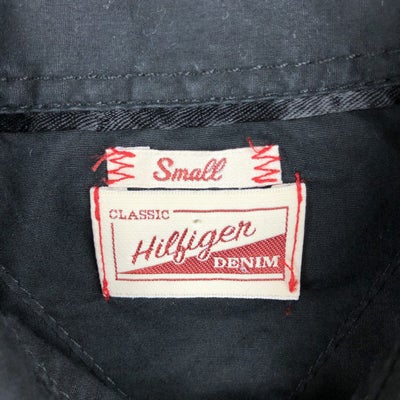 Small
CLASSIC
Hilfiger
DENIM